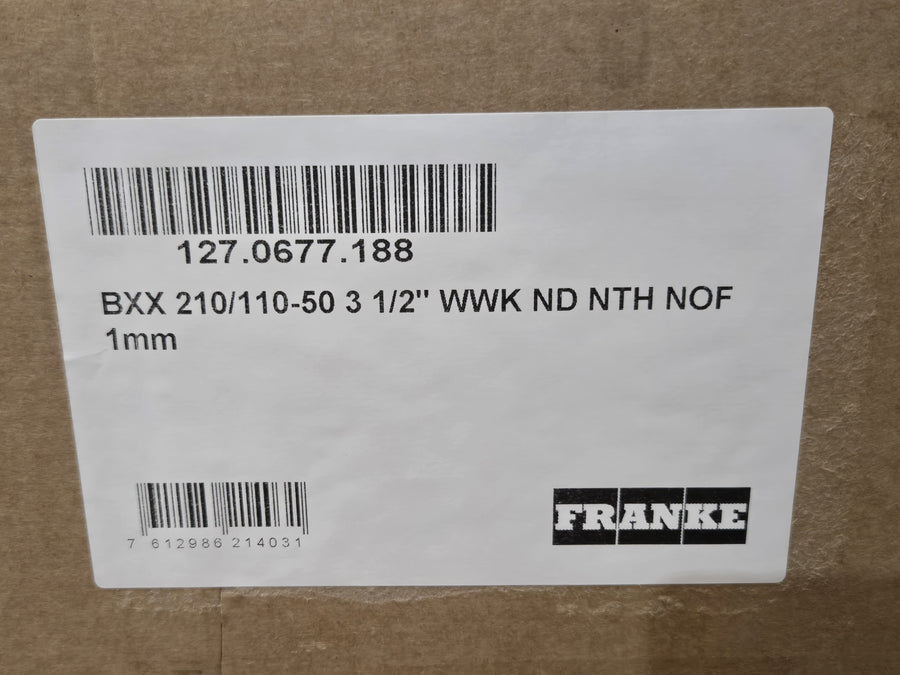 127.0677.188
BXX 210/110-50 3 1/2" WWK ND NTH NOF
1mm
7 612986 214031
FRANKE